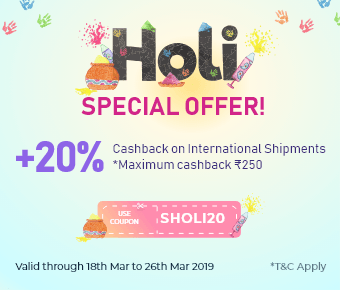 Holi
SPECIAL OFFER!
+20%
Cashback on International Shipments
*Maximum cashback ₹250
USE
COUPON
SHOLI20
Valid through 18th Mar to 26th Mar 2019
*T&C Apply